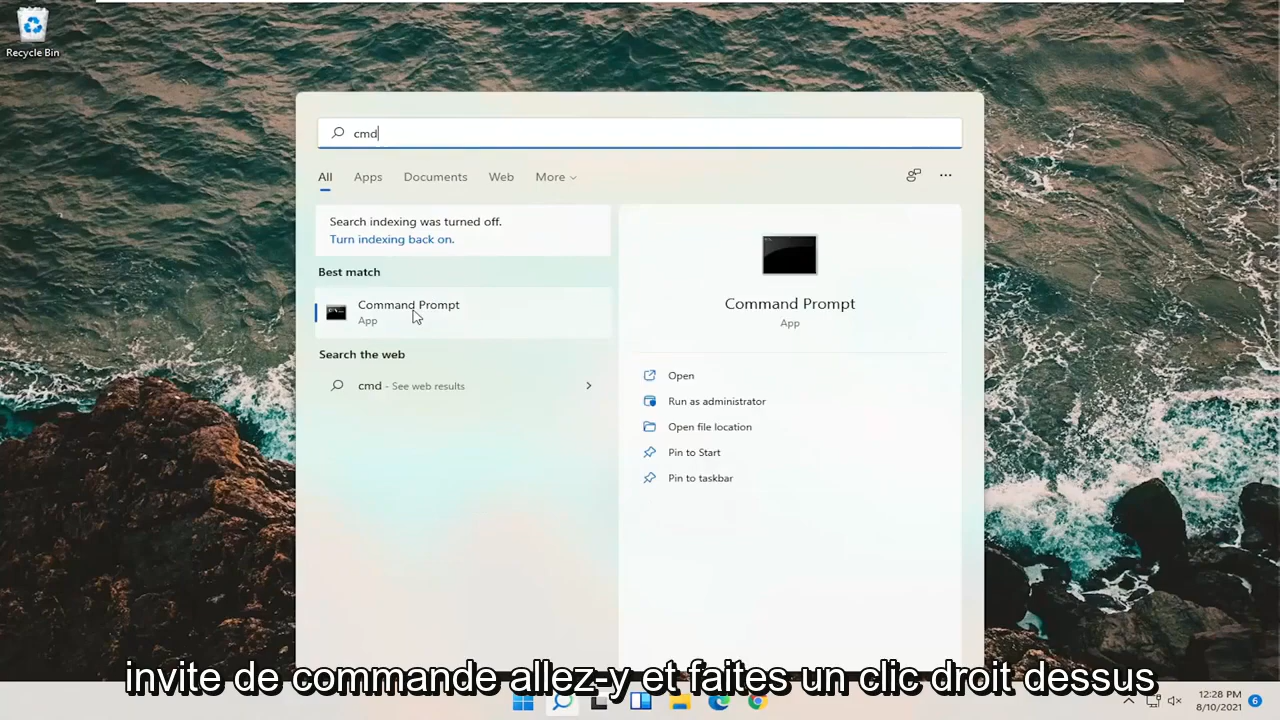 Recycle Bin
cmd
All Apps Documents Web More
Search indexing was turned off.
Turn indexing back on.
Best match
Command Prompt
App
Search the web
cmd - See web results
Command Prompt
App
Open
Run as administrator
Open file location
Pin to Start
Pin to taskbar
invite de commande allez-y et faites un clic droit dessus
12:28 PM
8/10/2021
6